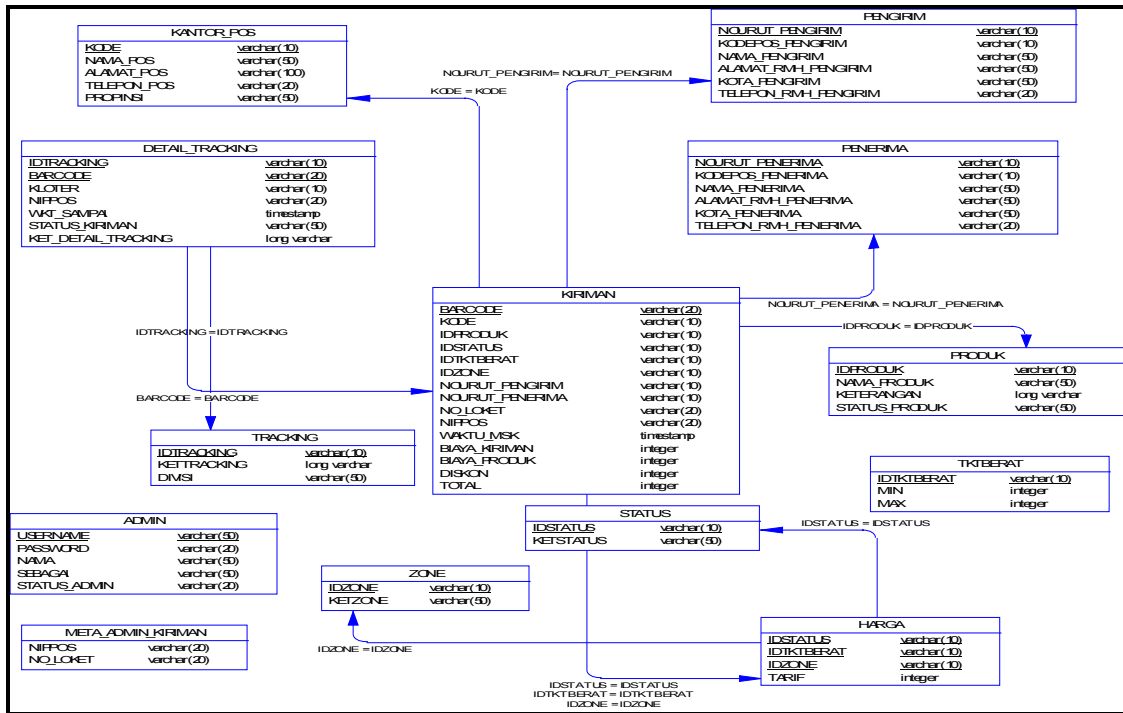 KANTOR_POS
KODE varchar(10)
NAMA_POS varchar(50)
ALAMAT_POS varchar(100)
TELEPON_POS varchar(20)
PROPINSI varchar(50)
PENGIRIM
NOURUT_PENGIRIM varchar(10)
KODEPOS_PENGIRIM varchar(10)
NAMA_PENGIRIM varchar(50)
ALAMAT_RMH_PENGIRIM varchar(50)
KOTA_PENGIRIM varchar(50)
TELEPON_RMH_PENGIRIM varchar(20)
NOURUT_PENGIRIM = NOURUT_PENGIRIM
KODE = KODE
DETAIL_TRACKING
IDTRACKING varchar(10)
BARCODE varchar(20)
KLOTER varchar(10)
NIPPOS varchar(20)
WKT_SAMPAI timestamp
STATUS_KIRIMAN varchar(50)
KET_DETAIL_TRACKING long varchar
PENERIMA
NOURUT_PENERIMA varchar(10)
KODEPOS_PENERIMA varchar(10)
NAMA_PENERIMA varchar(50)
ALAMAT_RMH_PENERIMA varchar(50)
KOTA_PENERIMA varchar(50)
TELEPON_RMH_PENERIMA varchar(20)
KIRIMAN
BARCODE varchar(20)
KODE varchar(10)
IDPRODUK varchar(10)
IDSTATUS varchar(10)
IDTKTBERAT varchar(10)
IDZONE varchar(10)
NOURUT_PENGIRIM varchar(10)
NOURUT_PENERIMA varchar(10)
NO_LOKET varchar(20)
NIPPOS varchar(20)
WAKTU_MSK timestamp
BIAYA_KIRIMAN integer
BIAYA_PRODUK integer
DISKON integer
TOTAL integer
NOURUT_PENERIMA = NOURUT_PENERIMA
IDPRODUK = IDPRODUK
IDTRACKING = IDTRACKING
PRODUK
IDPRODUK varchar(10)
NAMA_PRODUK varchar(50)
KETERANGAN long varchar
STATUS_PRODUK varchar(50)
BARCODE = BARCODE
TRACKING
IDTRACKING varchar(10)
KETTRACKING long varchar
DIVISI varchar(50)
TKTBERAT
IDTKTBERAT varchar(10)
MIN integer
MAX integer
STATUS
IDSTATUS varchar(10)
KETSTATUS varchar(50)
IDSTATUS = IDSTATUS
ADMIN
USERNAME varchar(50)
PASSWORD varchar(20)
NAMA varchar(50)
SEBAGAI varchar(50)
STATUS_ADMIN varchar(20)
ZONE
IDZONE varchar(10)
KETZONE varchar(50)
META_ADMIN_KIRIMAN
NIPPOS varchar(20)
NO_LOKET varchar(20)
HARGA
IDSTATUS varchar(10)
IDTKTBERAT varchar(10)
IDZONE varchar(10)
TARIF integer
IDZONE = IDZONE
IDSTATUS = IDSTATUS
IDTKTBERAT = IDTKTBERAT
IDZONE = IDZONE